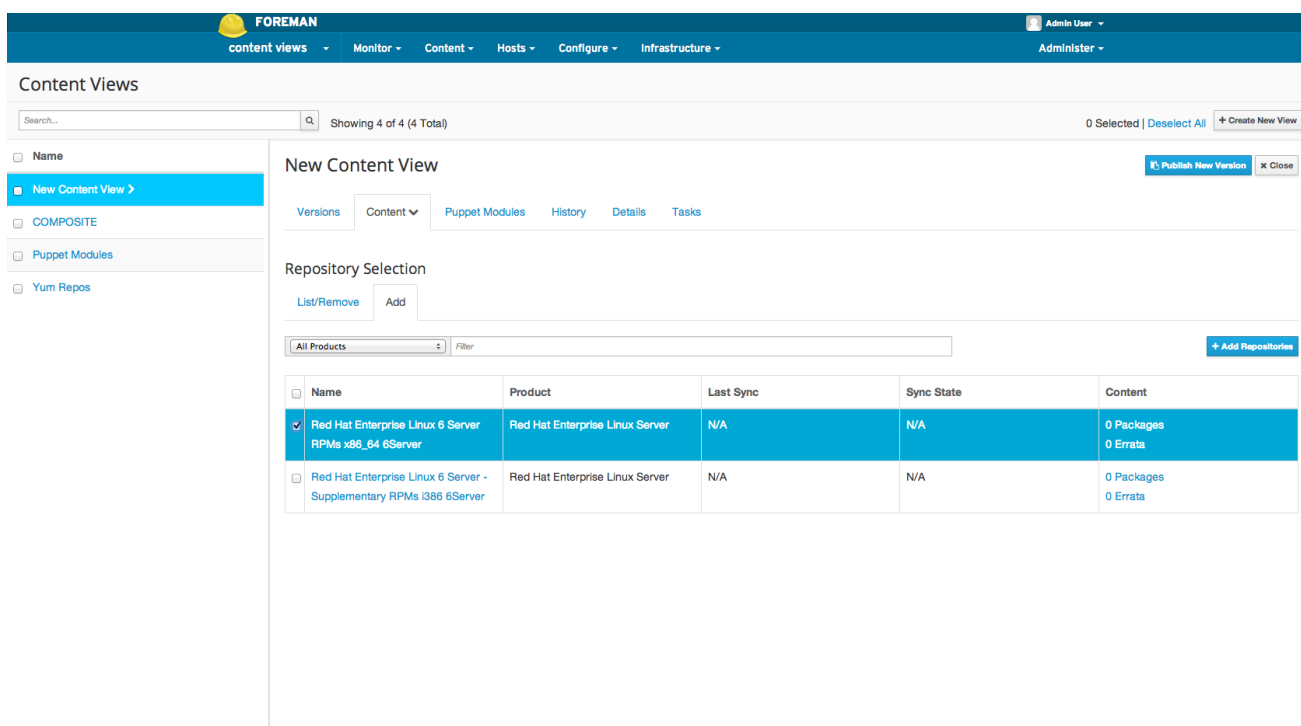 FOREMAN
Admin User
content views Monitor Content Hosts Configure Infrastructure Administer
Content Views
Search...
Showing 4 of 4 (4 Total)
0 Selected | Deselect All
+ Create New View
Name
New Content View
COMPOSITE
Puppet Modules
Yum Repos
New Content View
Publish New Version
x Close
Versions Content Puppet Modules History Details Tasks
Repository Selection
List/Remove Add
All Products
Filter
+ Add Repositories
Name Product Last Sync Sync State Content
Red Hat Enterprise Linux 6 Server Red Hat Enterprise Linux Server N/A N/A 0 Packages
RPMs x86_64 6Server 0 Errata
Red Hat Enterprise Linux 6 Server - Red Hat Enterprise Linux Server N/A N/A 0 Packages
Supplementary RPMs i386 6Server 0 Errata